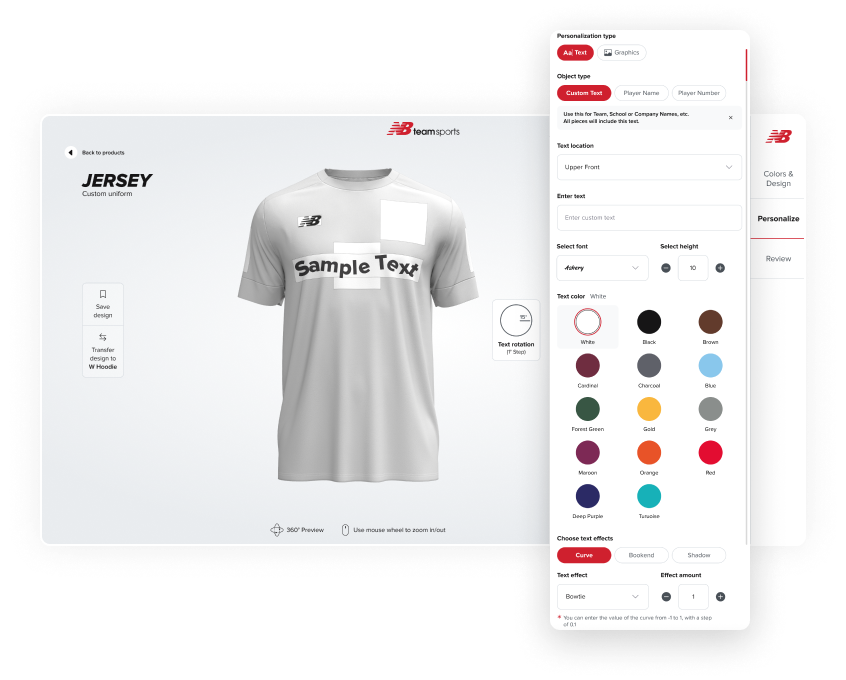 NB teamsports
Back to products
JERSEY
Custom uniform
NB
Sample Text
Save
design
Transfer
design to
W Hoodie
15°
Text rotation
(1° Step)
360° Preview
Use mouse wheel to zoom in/out
Personalization type
Aa Text
Graphics
Object type
Custom Text
Player Name
Player Number
Use this for Team, School or Company Names, etc.
All pieces will include this text.
Text location
Upper Front
Enter text
Enter custom text
Select font
Select height
Askery
10
Text color White
White
Black
Brown
Cardinal
Charcoal
Blue
Forest Green
Gold
Grey
Maroon
Orange
Red
Deep Purple
Turuoise
Choose text effects
Curve
Bookend
Shadow
Text effect
Effect amount
Bowtie
1
* You can enter the value of the curve from -1 to 1, with a step
of 0.1
NB
Colors &
Design
Personalize
Review